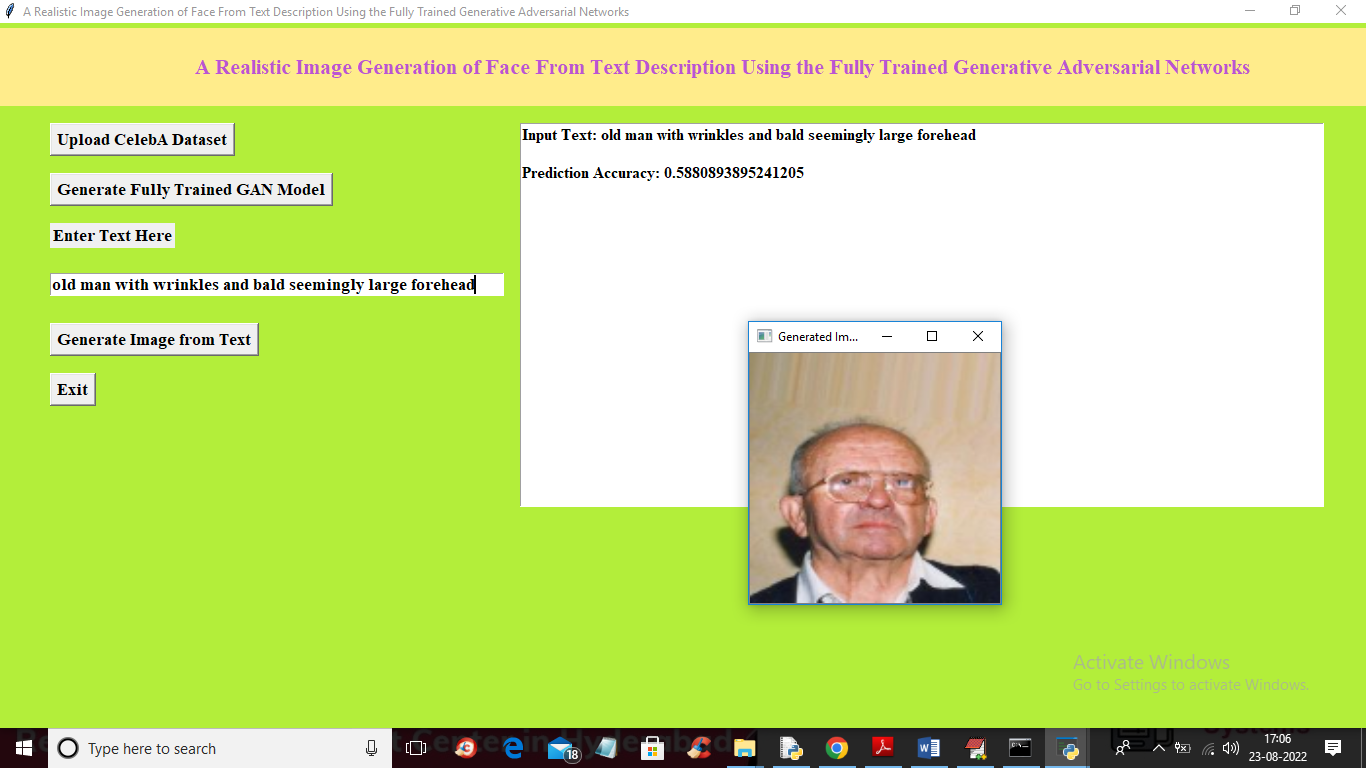 A Realistic Image Generation of Face From Text Description Using the Fully Trained Generative Adversarial Networks
A Realistic Image Generation of Face From Text Description Using the Fully Trained Generative Adversarial Networks
Upload CelebA Dataset
Generate Fully Trained GAN Model
Enter Text Here
old man with wrinkles and bald seemingly large forehead
Generate Image from Text
Exit
Input Text: old man with wrinkles and bald seemingly large forehead
Prediction Accuracy: 0.5880893895241205
Generated Im...
Activate Windows
Go to Settings to activate Windows.
Type here to search
18
17:06
23-08-2022